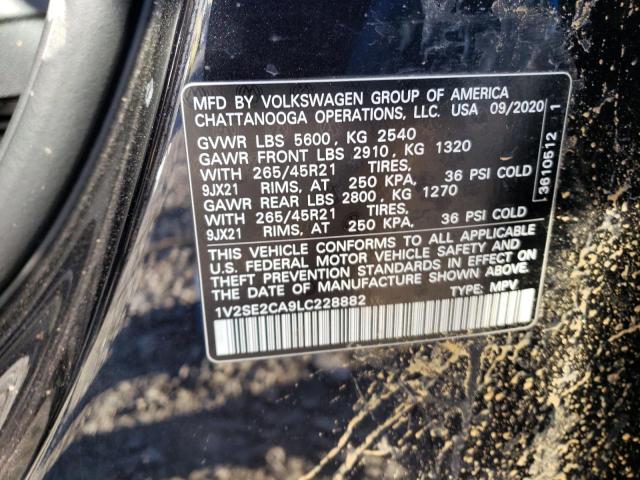 MFD BY VOLKSWAGEN GROUP OF AMERICA
CHATTANOOGA OPERATIONS, LLC. USA 09/2020
GVWR LBS 5600, KG 2540
GAWR FRONT LBS 2910, KG 1320
WITH 265/45R21 TIRES,
9JX21 RIMS, AT 250 KPA, 36 PSI COLD
GAWR REAR LBS 2800, KG 1270
WITH 265/45R21 TIRES,
9JX21 RIMS, AT 250 KPA, 36 PSI COLD
THIS VEHICLE CONFORMS TO ALL APPLICABLE
U.S. FEDERAL MOTOR VEHICLE SAFETY AND
THEFT PREVENTION STANDARDS IN EFFECT ON
THE DATE OF MANUFACTURE SHOWN ABOVE.
1V2SE2CA9LC228882 TYPE: MPV
3610512 1